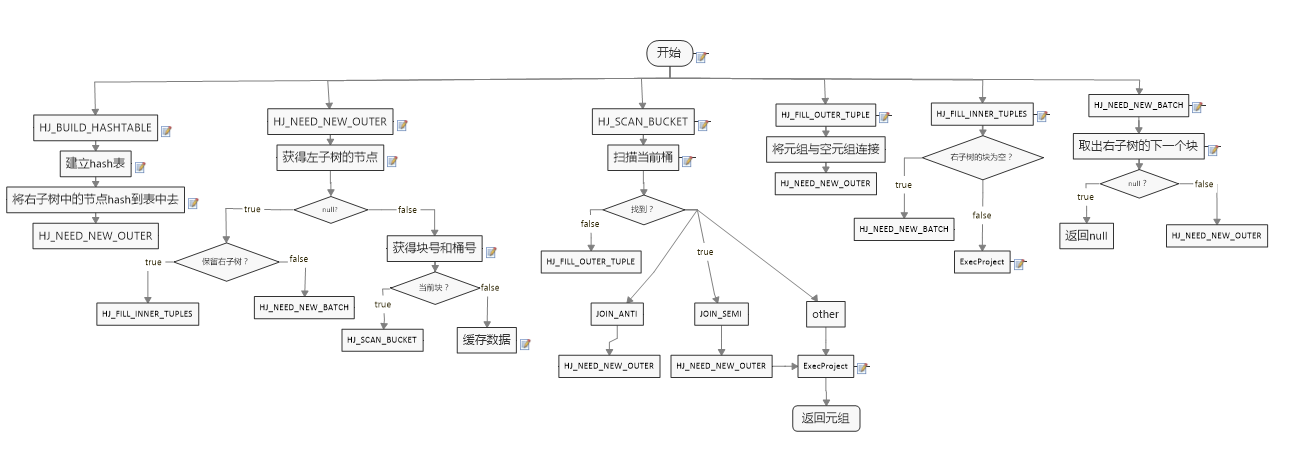 开始
HJ_BUILD_HASHTABLE
建立hash表
将右子树中的节点hash到表中去
HJ_NEED_NEW_OUTER
HJ_NEED_NEW_OUTER
获得左子树的节点
null?
true
false
保留右子树？
true
false
HJ_FILL_INNER_TUPLES
HJ_NEED_NEW_BATCH
获得块号和桶号
当前块？
true
false
HJ_SCAN_BUCKET
缓存数据
HJ_SCAN_BUCKET
扫描当前桶
找到？
false
true
HJ_FILL_OUTER_TUPLE
JOIN_ANTI
JOIN_SEMI
other
HJ_NEED_NEW_OUTER
HJ_NEED_NEW_OUTER
ExecProject
返回元组
HJ_FILL_OUTER_TUPLE
将元组与空元组连接
HJ_NEED_NEW_OUTER
HJ_FILL_INNER_TUPLES
右子树的块为空？
true
false
HJ_NEED_NEW_BATCH
ExecProject
HJ_NEED_NEW_BATCH
取出右子树的下一个块
null？
true
false
返回null
HJ_NEED_NEW_OUTER